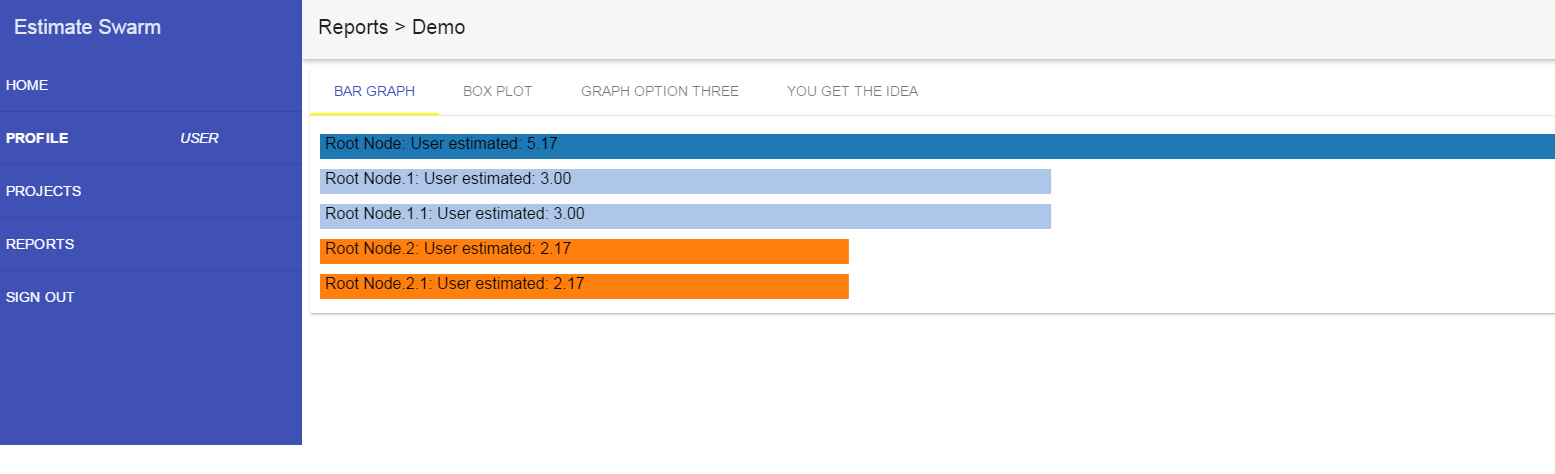 Estimate Swarm
Reports > Demo
HOME
PROFILE USER
PROJECTS
REPORTS
SIGN OUT
BAR GRAPH BOX PLOT GRAPH OPTION THREE YOU GET THE IDEA
Root Node: User estimated: 5.17
Root Node.1: User estimated: 3.00
Root Node.1.1: User estimated: 3.00
Root Node.2: User estimated: 2.17
Root Node.2.1: User estimated: 2.17